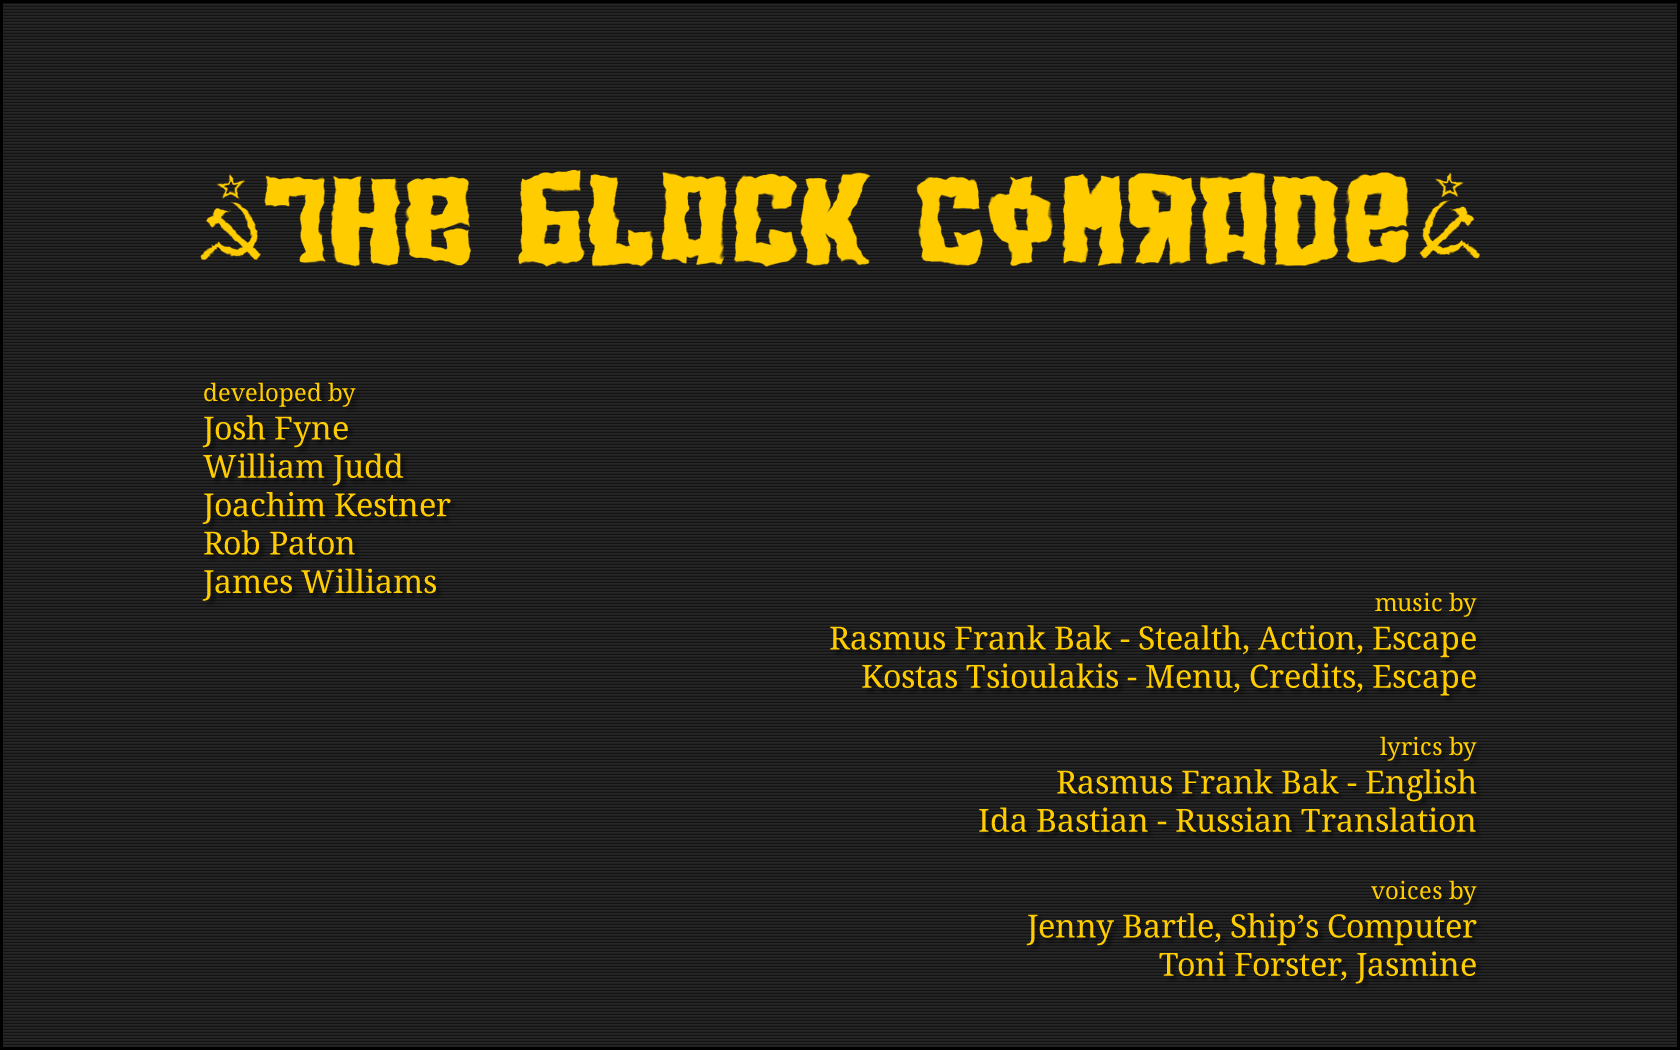 THE BLACK COMRADE
developed by
Josh Fyne
William Judd
Joachim Kestner
Rob Paton
James Williams
music by
Rasmus Frank Bak - Stealth, Action, Escape
Kostas Tsioulakis - Menu, Credits, Escape
lyrics by
Rasmus Frank Bak - English
Ida Bastian - Russian Translation
voices by
Jenny Bartle, Ship’s Computer
Toni Forster, Jasmine